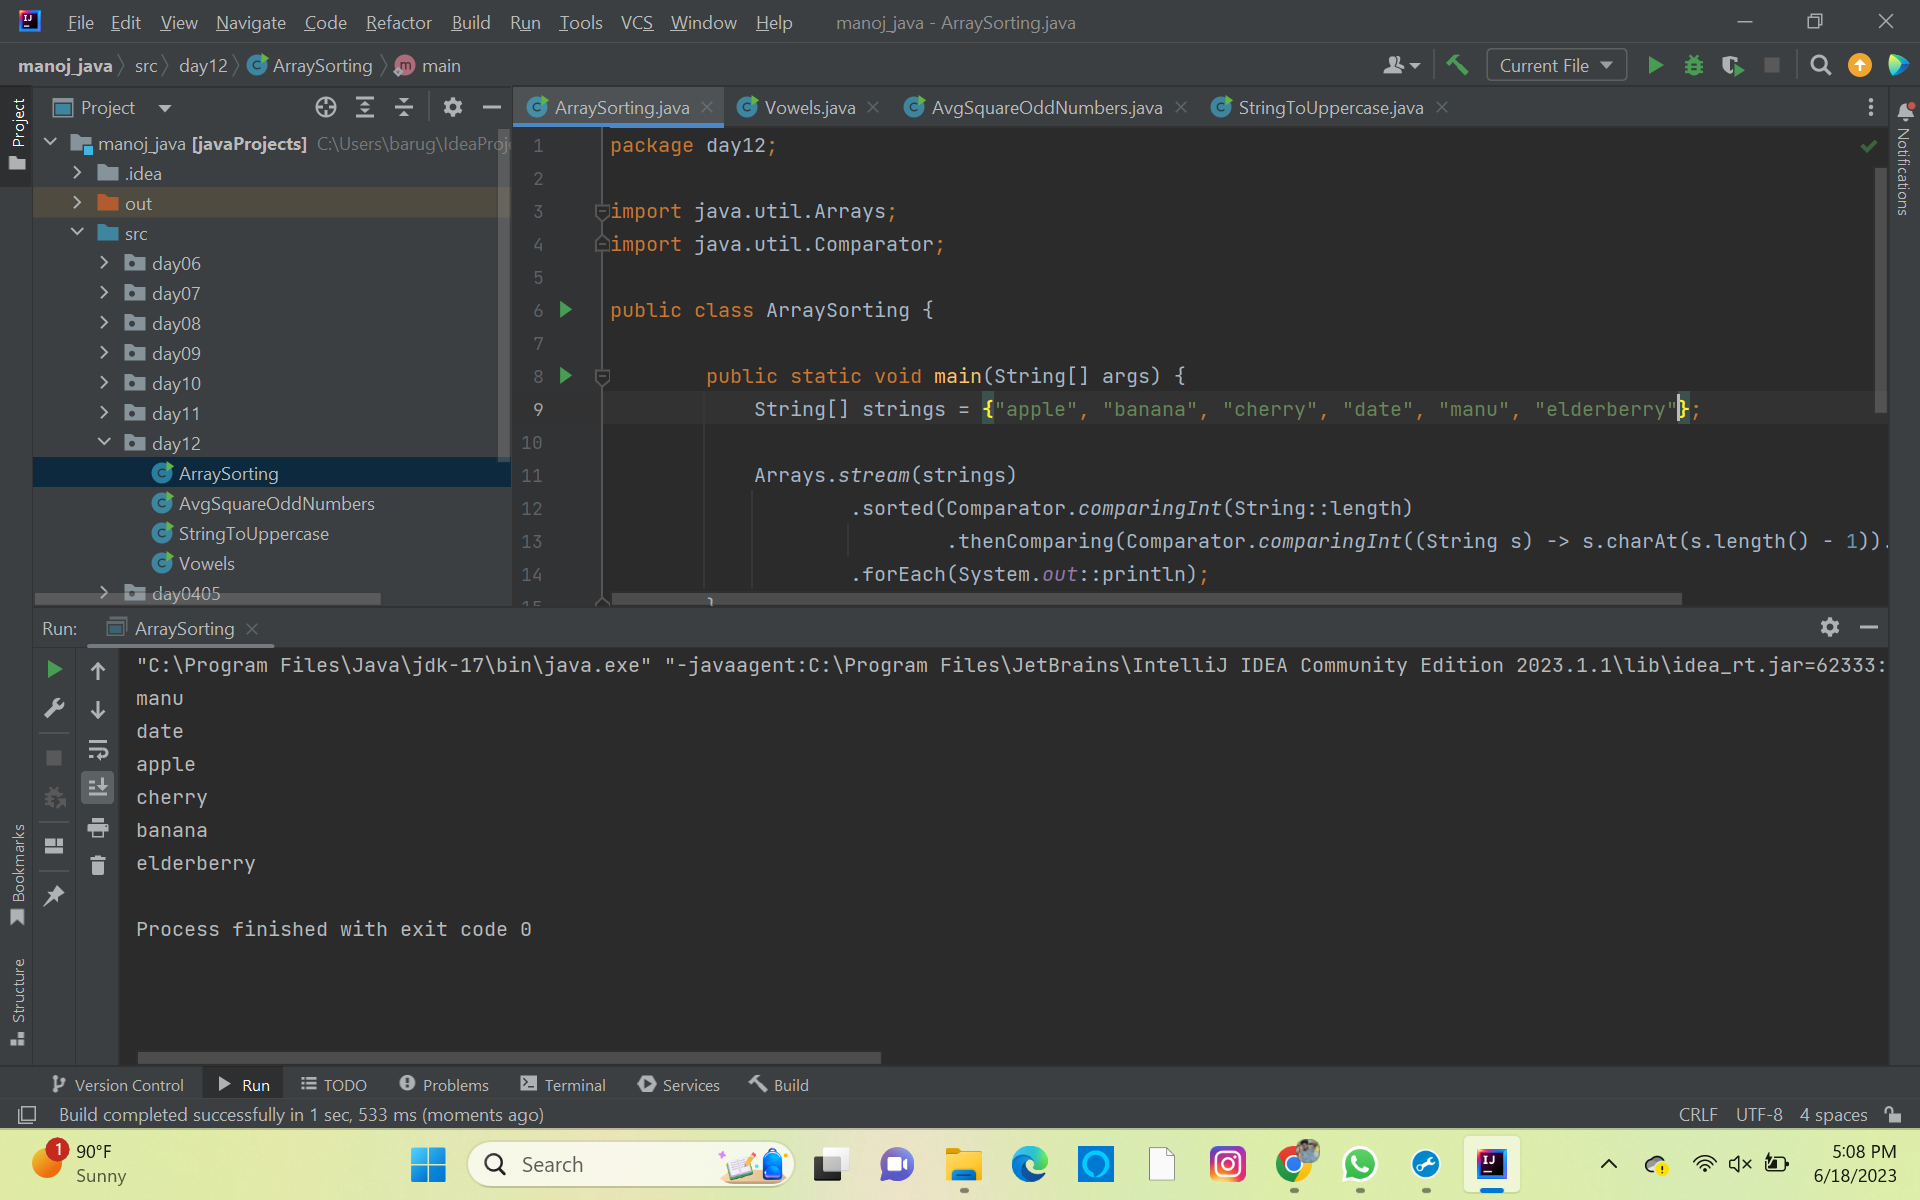 File Edit View Navigate Code Refactor Build Run Tools VCS Window Help manoj_java - ArraySorting.java
manoj_java src day12 ArraySorting main
Current File
Project
ArraySorting.java Vowels.java AvgSquareOddNumbers.java StringToUppercase.java
Project
Notifications
manoj_java [javaProjects] C:\Users\barug\IdeaProj
.idea
out
src
day06
day07
day08
day09
day10
day11
day12
ArraySorting
AvgSquareOddNumbers
StringToUppercase
Vowels
day0405
1 package day12;
2
3 import java.util.Arrays;
4 import java.util.Comparator;
5
6 public class ArraySorting {
7
8 public static void main(String[] args) {
9 String[] strings = {"apple", "banana", "cherry", "date", "manu", "elderberry"};
10
11 Arrays.stream(strings)
12 .sorted(Comparator.comparingInt(String::length)
13 .thenComparing(Comparator.comparingInt((String s) -> s.charAt(s.length() - 1)).
14 .forEach(System.out::println);
15 }
Run: ArraySorting
"C:\Program Files\Java\jdk-17\bin\java.exe" "-javaagent:C:\Program Files\JetBrains\IntelliJ IDEA Community Edition 2023.1.1\lib\idea_rt.jar=62333:
manu
date
apple
cherry
banana
elderberry
Process finished with exit code 0
Bookmarks
Structure
Version Control Run TODO Problems Terminal Services Build
Build completed successfully in 1 sec, 533 ms (moments ago)
CRLF UTF-8 4 spaces
1
90°F
Sunny
Search
5:08 PM
6/18/2023